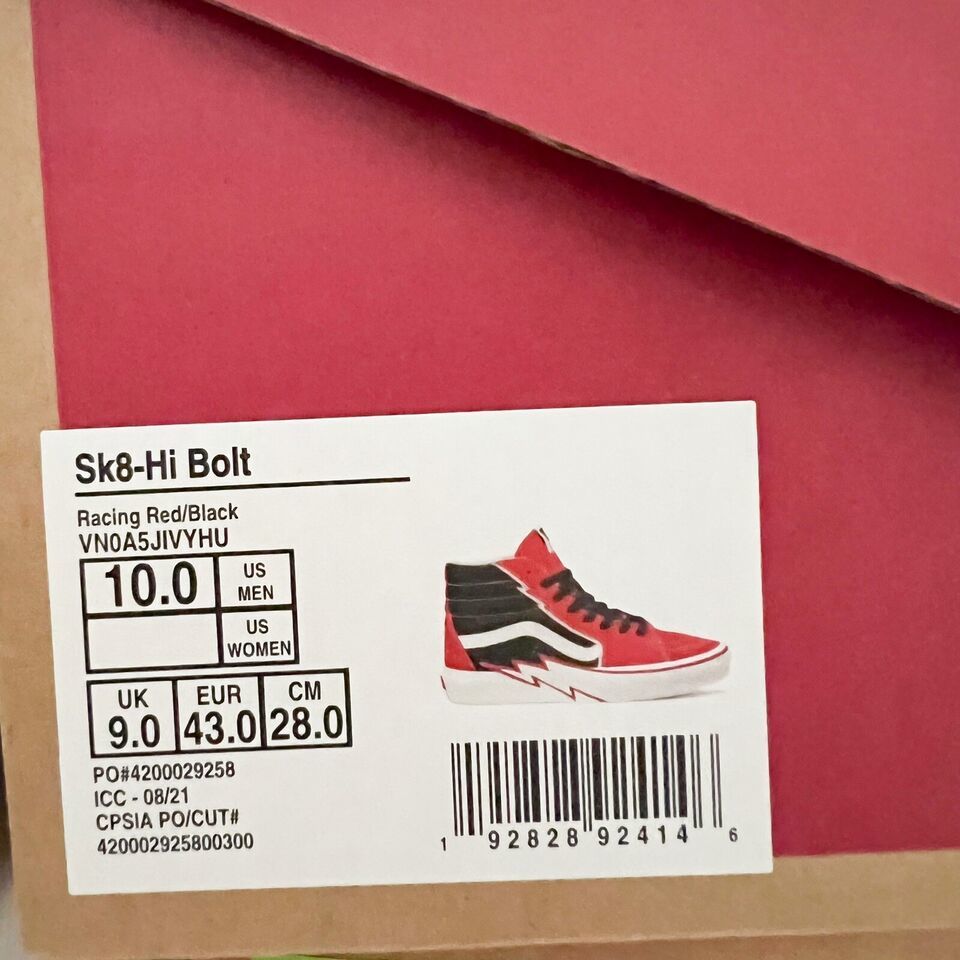 Sk8-Hi Bolt
Racing Red/Black
VN0A5JIVYHU
10.0 US MEN
US WOMEN
UK EUR CM
9.0 43.0 28.0
PO#4200029258
ICC - 08/21
CPSIA PO/CUT#
420002925800300
1 92828 92414 6